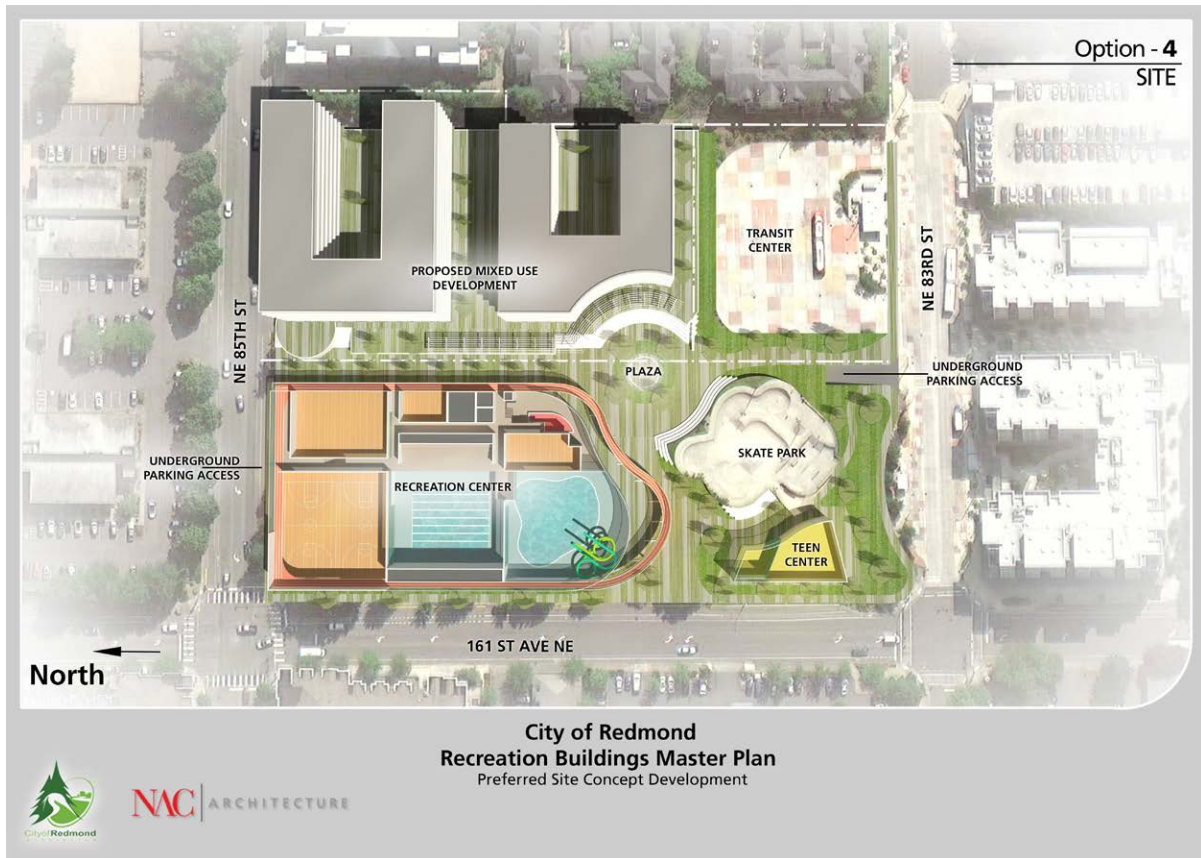 Option - 4
SITE
TRANSIT
CENTER
NE 83RD ST
PROPOSED MIXED USE
DEVELOPMENT
NE 85TH ST
PLAZA
UNDERGROUND
PARKING ACCESS
SKATE PARK
UNDERGROUND
PARKING ACCESS
RECREATION CENTER
TEEN
CENTER
161 ST AVE NE
North
City of Redmond
Recreation Buildings Master Plan
Preferred Site Concept Development
NAC ARCHITECTURE
City of Redmond